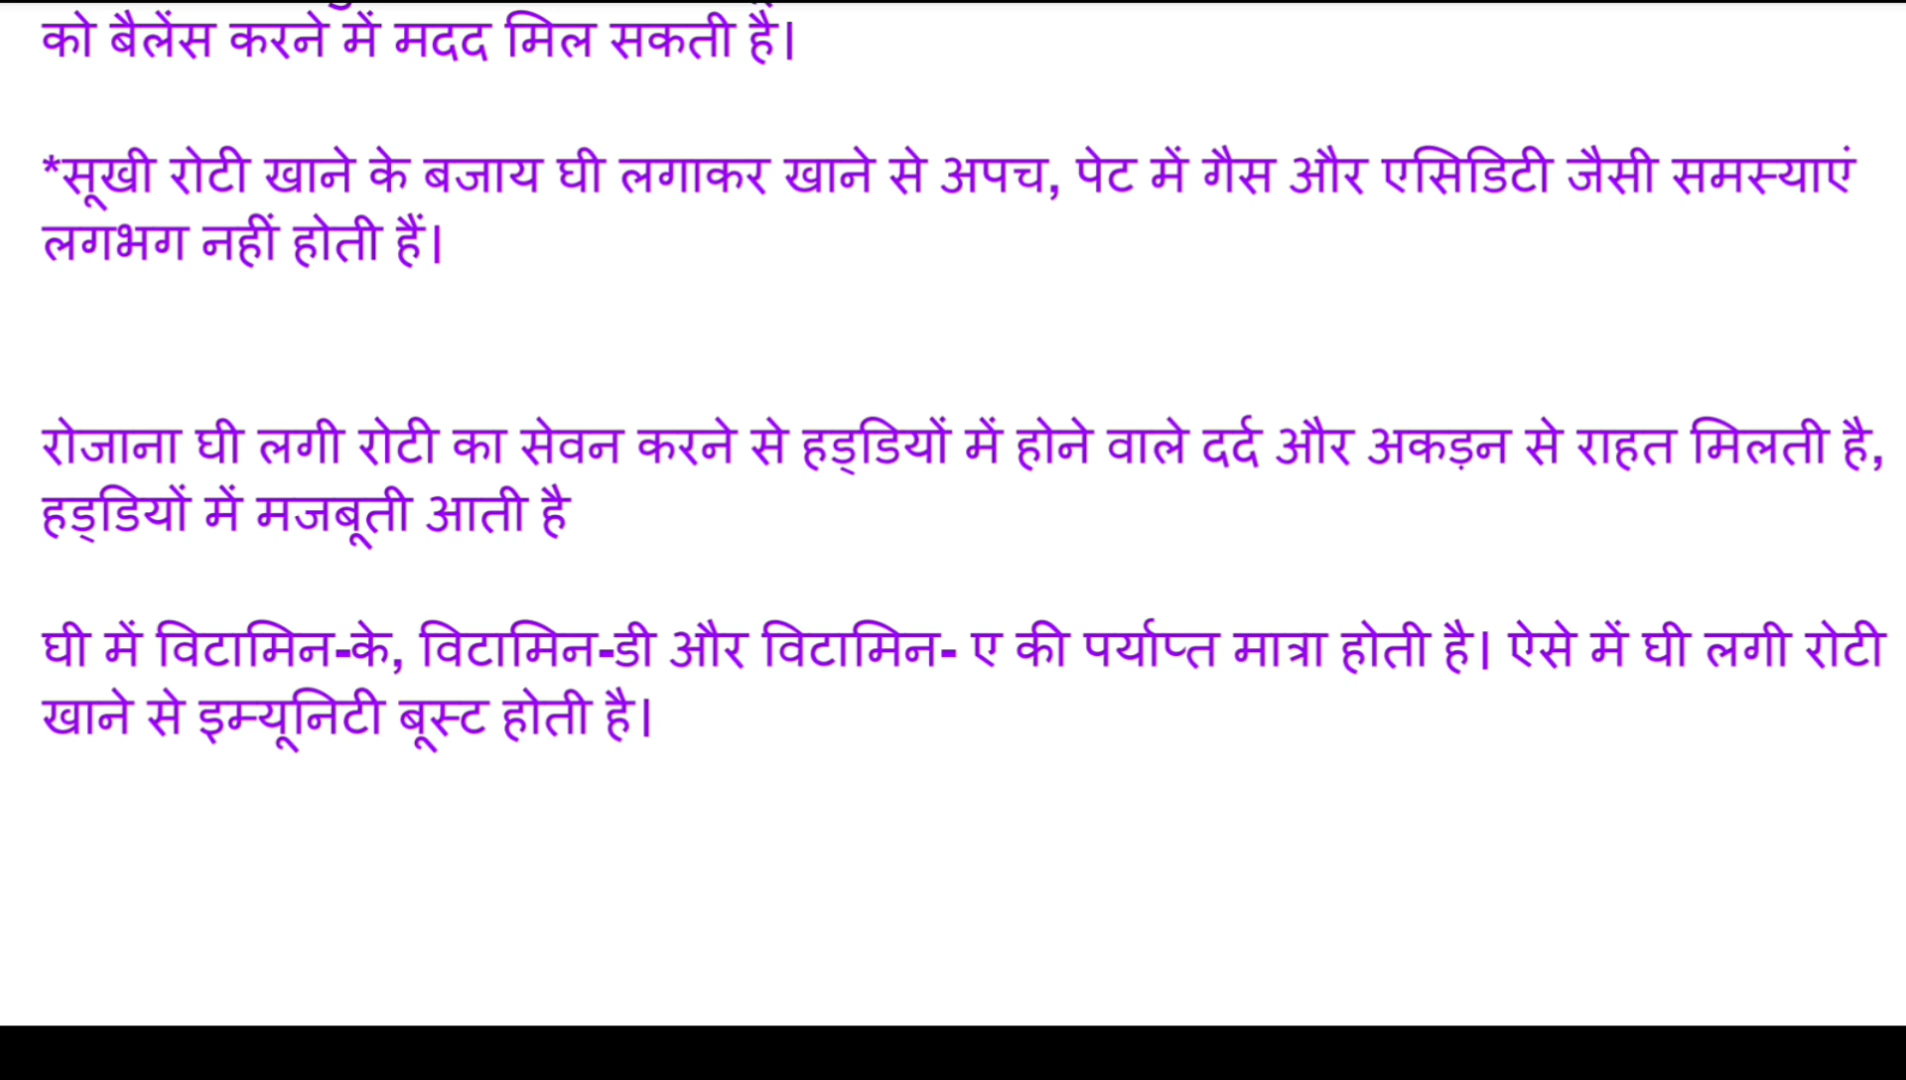 को बैलेंस करने में मदद मिल सकती है।
*सूखी रोटी खाने के बजाय घी लगाकर खाने से अपच, पेट में गैस और एसिडिटी जैसी समस्याएं
लगभग नहीं होती हैं।
रोजाना घी लगी रोटी का सेवन करने से हड्डियों में होने वाले दर्द और अकड़न से राहत मिलती है,
हड्डियों में मजबूती आती है
घी में विटामिन-के, विटामिन-डी और विटामिन- ए की पर्याप्त मात्रा होती है। ऐसे में घी लगी रोटी
खाने से इम्यूनिटी बूस्ट होती है।